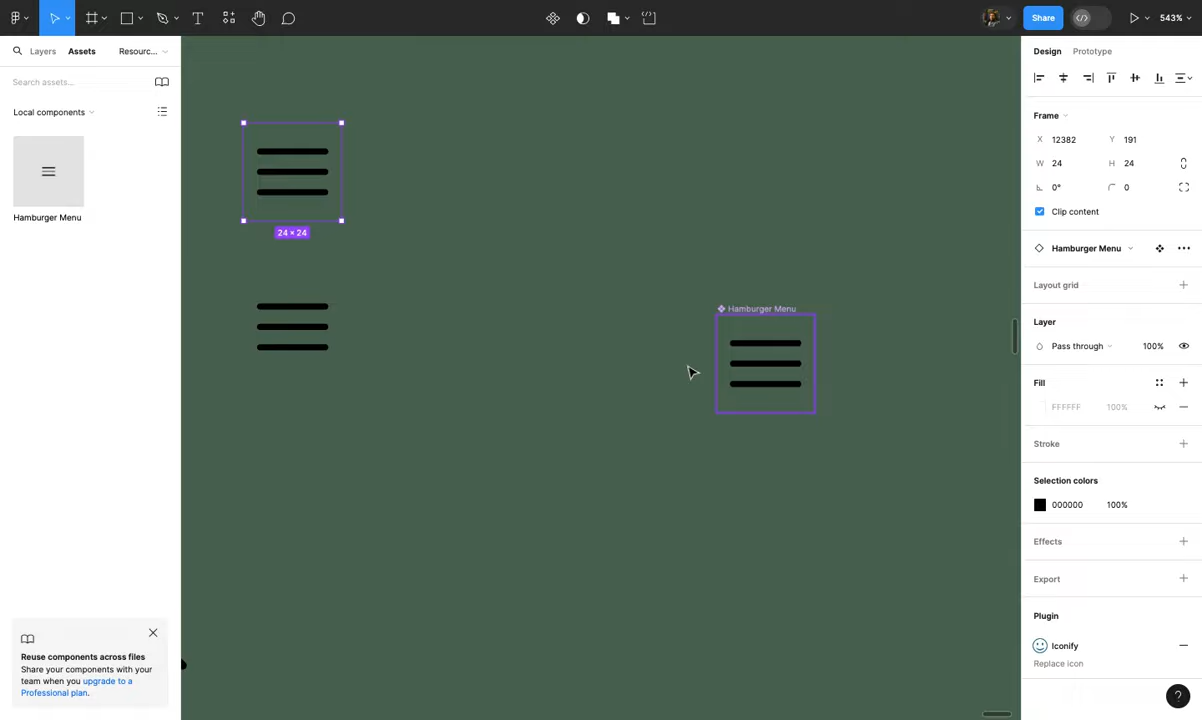 Share
543%
Layers
Assets
Resourc...
Search assets...
Local components
Hamburger Menu
24 × 24
Hamburger Menu
Reuse components across files
Share your components with your
team when you upgrade to a
Professional plan.
Design
Prototype
Frame
X 12382 Y 191
W 24 H 24
0° 0
Clip content
Hamburger Menu
Layout grid
Layer
Pass through 100%
Fill
FFFFFF 100%
Stroke
Selection colors
000000 100%
Effects
Export
Plugin
Iconify
Replace icon
?